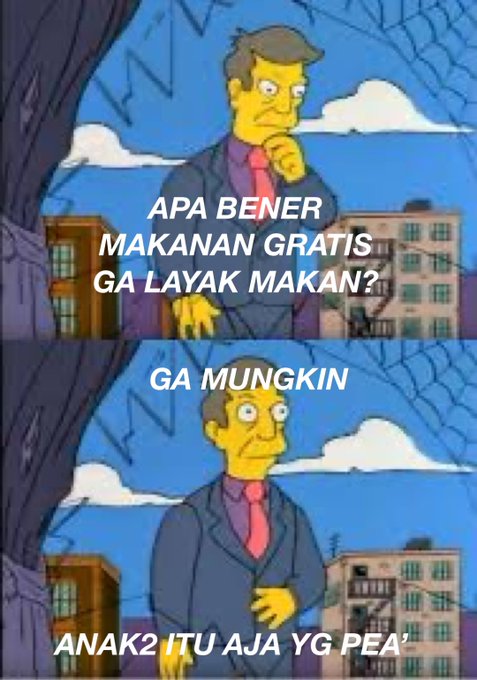 APA BENER
MAKANAN GRATIS
GA LAYAK MAKAN?
GA MUNGKIN
ANAK2 ITU AJA YG PEA’